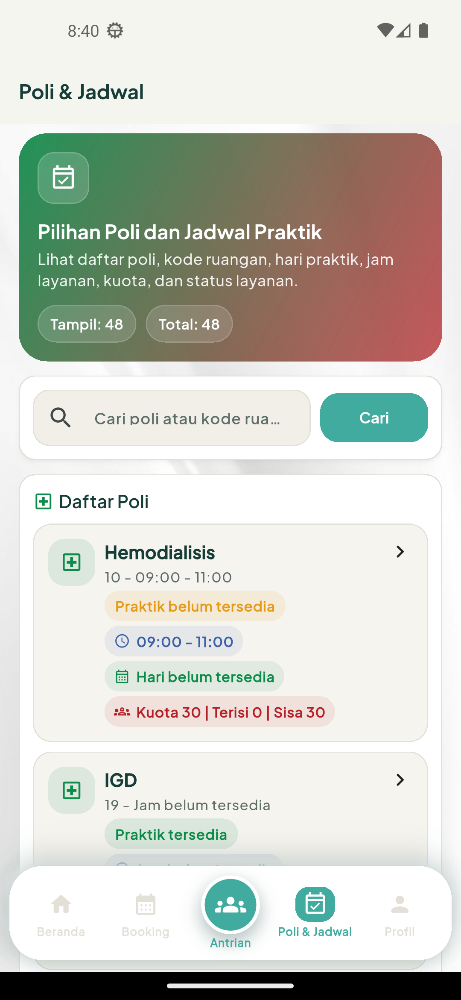 8:40
Poli & Jadwal
Pilihan Poli dan Jadwal Praktik
Lihat daftar poli, kode ruangan, hari praktik, jam
layanan, kuota, dan status layanan.
Tampil: 48
Total: 48
Cari poli atau kode rua...
Cari
Daftar Poli
Hemodialisis
10 - 09:00 - 11:00
Praktik belum tersedia
09:00 - 11:00
Hari belum tersedia
Kuota 30 | Terisi 0 | Sisa 30
IGD
19 - Jam belum tersedia
Praktik tersedia
Beranda
Booking
Antrian
Poli & Jadwal
Profil